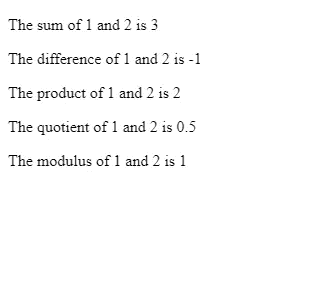 The sum of 1 and 2 is 3
The difference of 1 and 2 is -1
The product of 1 and 2 is 2
The quotient of 1 and 2 is 0.5
The modulus of 1 and 2 is 1